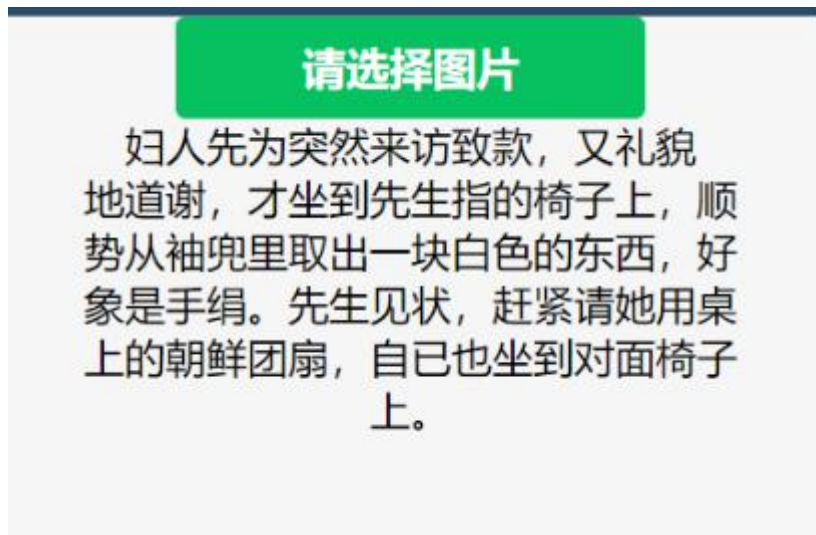 请选择图片
妇人先为突然来访致款，又礼貌
地道谢，才坐到先生指的椅子上，顺
势从袖兜里取出一块白色的东西，好
象是手绢。先生见状，赶紧请她用桌
上的朝鲜团扇，自已也坐到对面椅子
上。